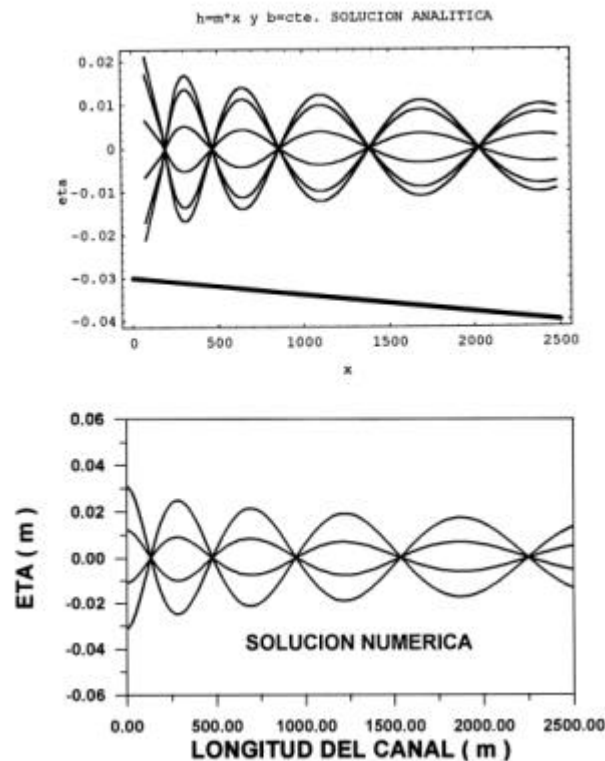 h=m*x y b=cte. SOLUCION ANALITICA
0.02
0.01
0
-0.01
-0.02
-0.03
-0.04
eta
0 500 1000 1500 2000 2500
x
0.06
0.04
0.02
0.00
-0.02
-0.04
-0.06
ETA ( m )
SOLUCION NUMERICA
0.00 500.00 1000.00 1500.00 2000.00 2500.00
LONGITUD DEL CANAL ( m )